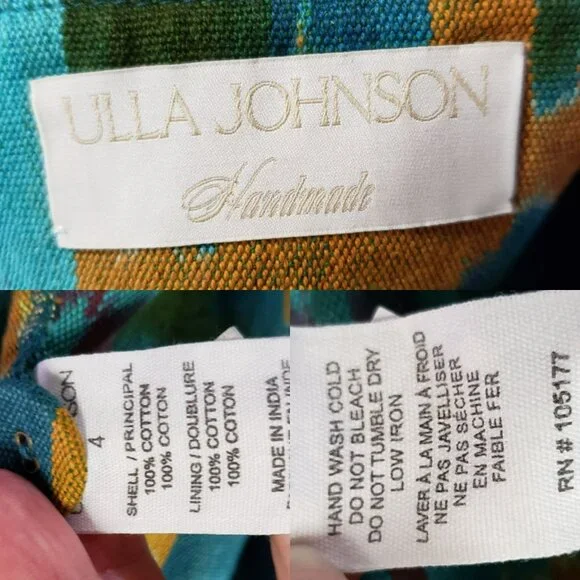 ULLA JOHNSON
Handmade
SON
4
SHELL / PRINCIPAL
100% COTTON
100% COTON
LINING / DOUBLURE
100% COTTON
100% COTON
MADE IN INDIA
HAND WASH COLD
DO NOT BLEACH
DO NOT TUMBLE DRY
LOW IRON
LAVER À LA MAIN À FROID
NE PAS JAVELLISER
NE PAS SÉCHER
EN MACHINE
FAIBLE FER
RN # 105177